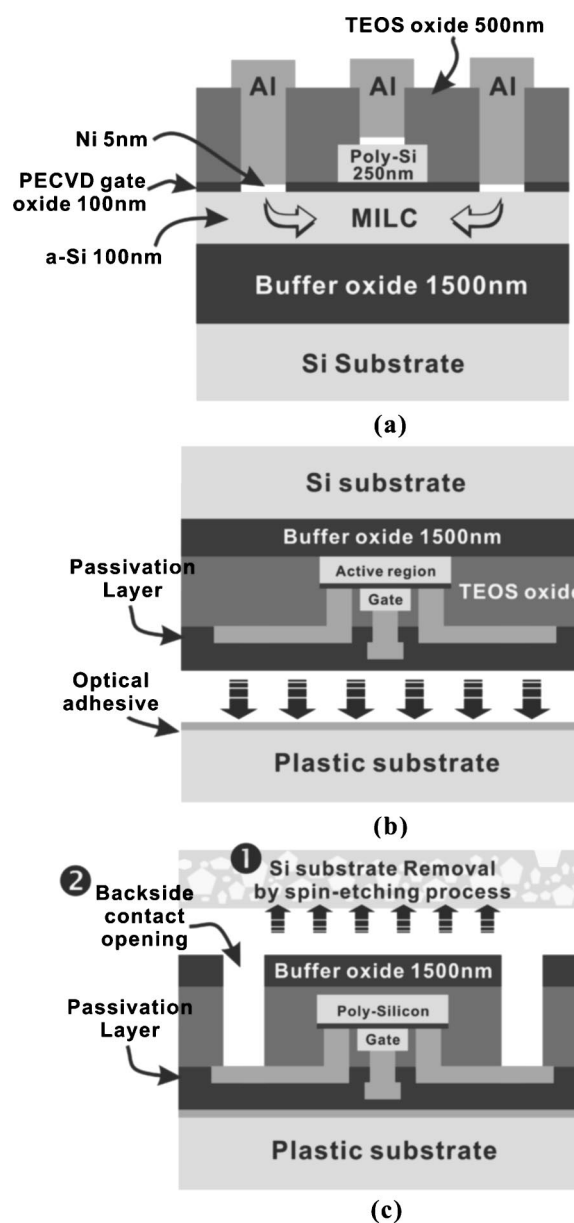 TEOS oxide 500nm
Al
Al
Al
Ni 5nm
Poly-Si
250nm
PECVD gate
oxide 100nm
MILC
a-Si 100nm
Buffer oxide 1500nm
Si Substrate
(a)
Si substrate
Buffer oxide 1500nm
Passivation
Layer
Active region
Gate
TEOS oxide
Optical
adhesive
Plastic substrate
(b)
1
Si substrate Removal
by spin-etching process
2
Backside
contact
opening
Buffer oxide 1500nm
Passivation
Layer
Poly-Silicon
Gate
Plastic substrate
(c)